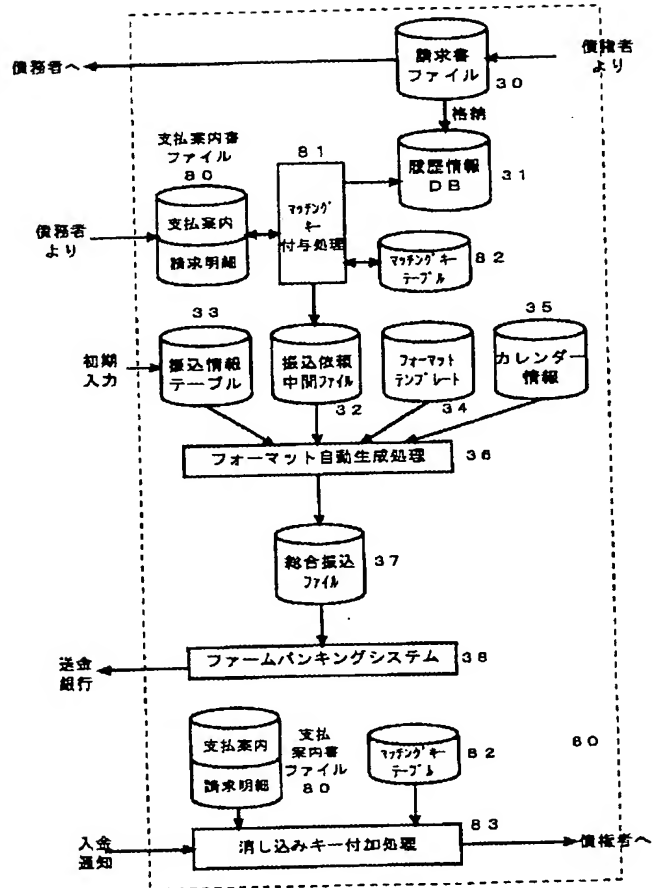 債務者へ
請求書
ファイル
30
債権者
より
格納
支払案内書
ファイル
80
81
履歴情報
DB
31
債務者
より
支払案内
請求明細
マッチング
キー
付与処理
マッチングキー
テーブル
82
33
35
初期
入力
振込情報
テーブル
振込依頼
中間ファイル
32
フォーマット
テンプレート
34
カレンダー
情報
フォーマット自動生成処理
36
総合振込
ファイル
37
送金
銀行
ファームバンキングシステム
38
支払案内
請求明細
支払
案内書
ファイル
80
マッチングキー
テーブル
82
60
入金
通知
消し込みキー付加処理
83
債権者へ